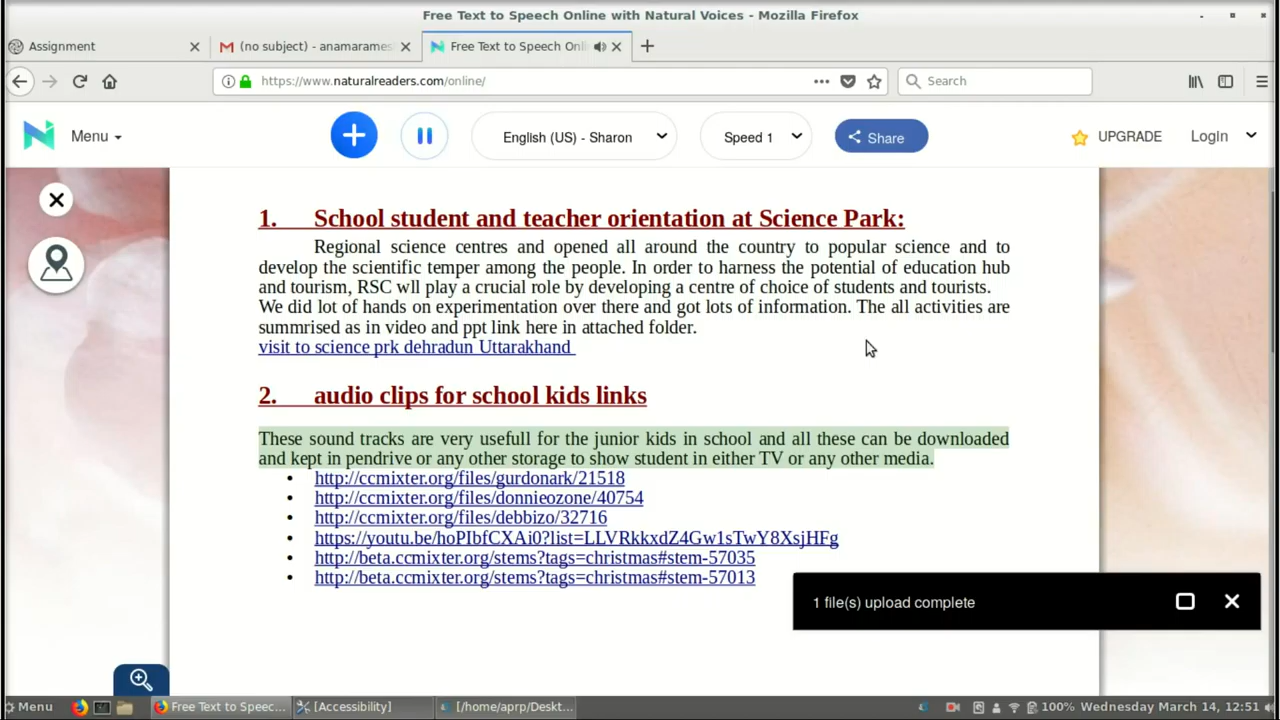 Free Text to Speech Online with Natural Voices - Mozilla Firefox
Assignment
(no subject) - anamarames
Free Text to Speech Onli
https://www.naturalreaders.com/online/
Search
Menu
English (US) - Sharon
Speed 1
Share
UPGRADE
Login
1. School student and teacher orientation at Science Park:
Regional science centres and opened all around the country to popular science and to
develop the scientific temper among the people. In order to harness the potential of education hub
and tourism, RSC wll play a crucial role by developing a centre of choice of students and tourists.
We did lot of hands on experimentation over there and got lots of information. The all activities are
summrised as in video and ppt link here in attached folder.
visit to science prk dehradun Uttarakhand
2. audio clips for school kids links
These sound tracks are very usefull for the junior kids in school and all these can be downloaded
and kept in pendrive or any other storage to show student in either TV or any other media.
• http://ccmixter.org/files/gurdonark/21518
• http://ccmixter.org/files/donnieozone/40754
• http://ccmixter.org/files/debbizo/32716
• https://youtu.be/hoPIbfCXAi0?list=LLVRkkxdZ4Gw1sTwY8XsjHFg
• http://beta.ccmixter.org/stems?tags=christmas#stem-57035
• http://beta.ccmixter.org/stems?tags=christmas#stem-57013
1 file(s) upload complete
Menu
Free Text to Speec...
[Accessibility]
[/home/aprp/Deskt...
100% Wednesday March 14, 12:51